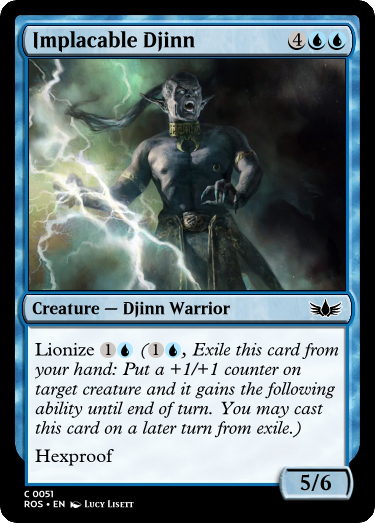 Implacable Djinn 4
Creature — Djinn Warrior
Lionize 1 (1, Exile this card from
your hand: Put a +1/+1 counter on
target creature and it gains the following
ability until end of turn. You may cast
this card on a later turn from exile.)
Hexproof
5/6
C 0051
ROS • EN Lucy Lisett